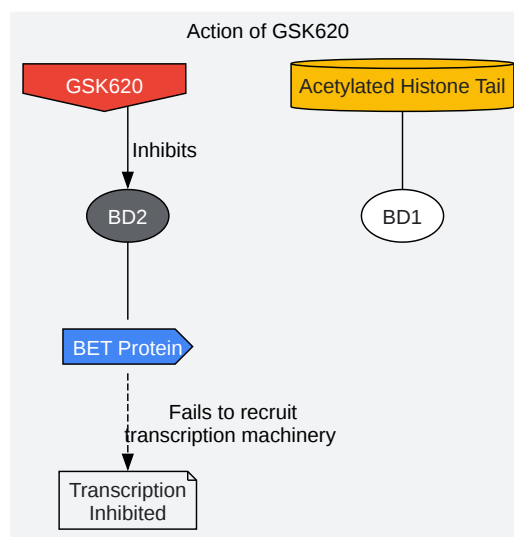 Action of GSK620
GSK620
Acetylated Histone Tail
Inhibits
BD2
BD1
BET Protein
Fails to recruit
transcription machinery
Transcription
Inhibited